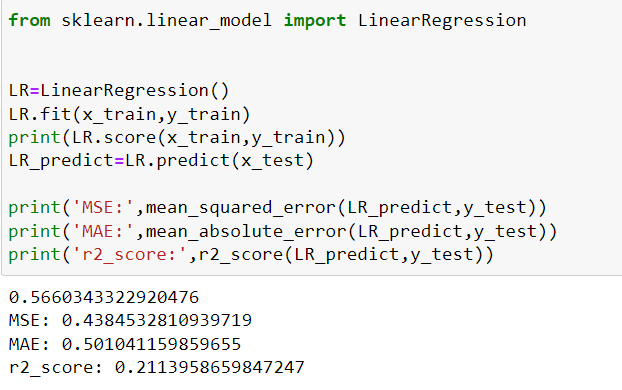 from sklearn.linear_model import LinearRegression
LR=LinearRegression()
LR.fit(x_train,y_train)
print(LR.score(x_train,y_train))
LR_predict=LR.predict(x_test)
print('MSE:',mean_squared_error(LR_predict,y_test))
print('MAE:',mean_absolute_error(LR_predict,y_test))
print('r2_score:',r2_score(LR_predict,y_test))
0.5660343322920476
MSE: 0.4384532810939719
MAE: 0.501041159859655
r2_score: 0.2113958659847247